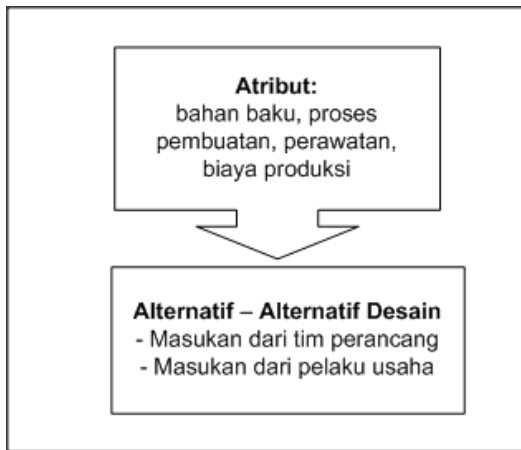 Atribut:
bahan baku, proses
pembuatan, perawatan,
biaya produksi
Alternatif – Alternatif Desain
- Masukan dari tim perancang
- Masukan dari pelaku usaha